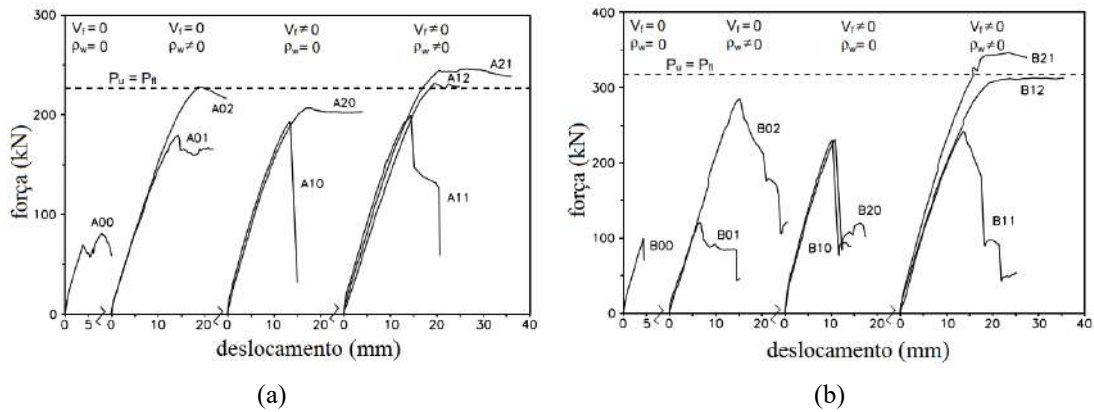 300
V_f=0 V_f=0 V_f≠0 V_f≠0
ρ_w=0 ρ_w≠0 ρ_w=0 ρ_w≠0
P_u = P_fl
A21
A12
A02
A20
200
A01
A10
A11
100
A00
0
0 5 0 10 20 0 10 20 0 10 20 30 40
força (kN)
deslocamento (mm)
(a)
400
V_f=0 V_f=0 V_f≠0 V_f≠0
ρ_w=0 ρ_w≠0 ρ_w=0 ρ_w≠0
P_u = P_fl
B21
B12
300
B02
200
B20
B01
B11
100
B00
B10
0
0 5 0 10 20 0 10 20 0 10 20 30 40
força (kN)
deslocamento (mm)
(b)